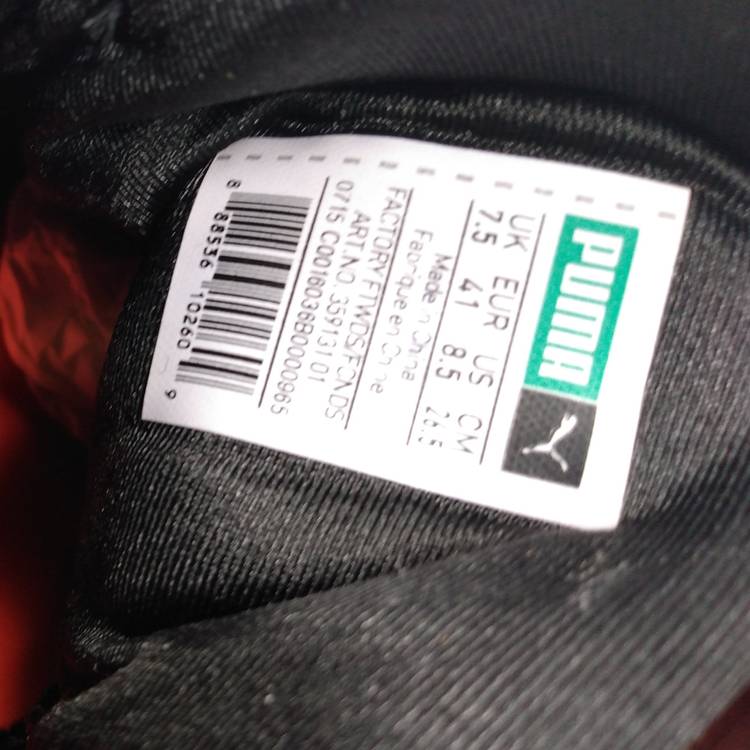 PUMA
UK EUR US CM
7.5 41 8.5 26.5
Made in China
Fabrique en Chine
FACTORY FTWDS/FCNDS
ART.NO. 359131 01
0715 C0016036B0000965
8 88536 10260 9